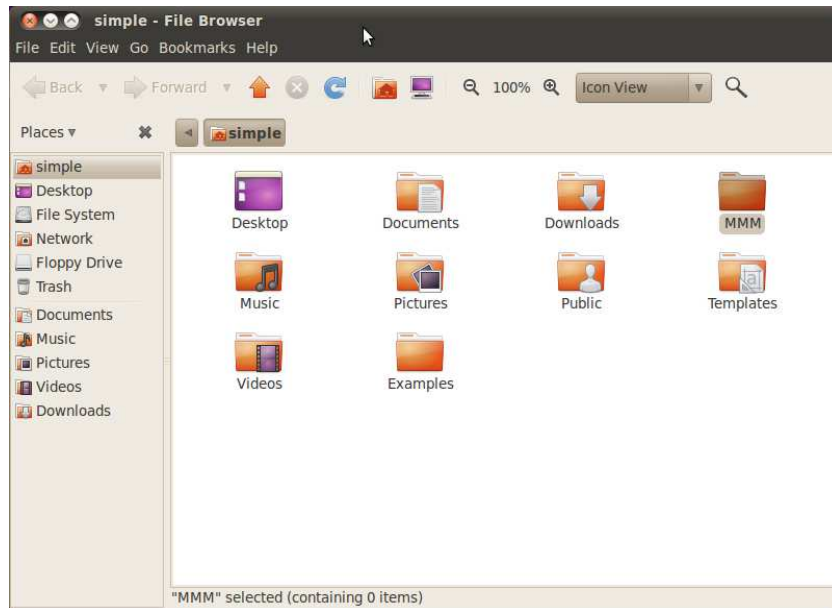 simple - File Browser
File Edit View Go Bookmarks Help
Back Forward 100% Icon View
Places simple
simple
Desktop
File System
Network
Floppy Drive
Trash
Documents
Music
Pictures
Videos
Downloads
Desktop Documents Downloads MMM
Music Pictures Public Templates
Videos Examples
"MMM" selected (containing 0 items)